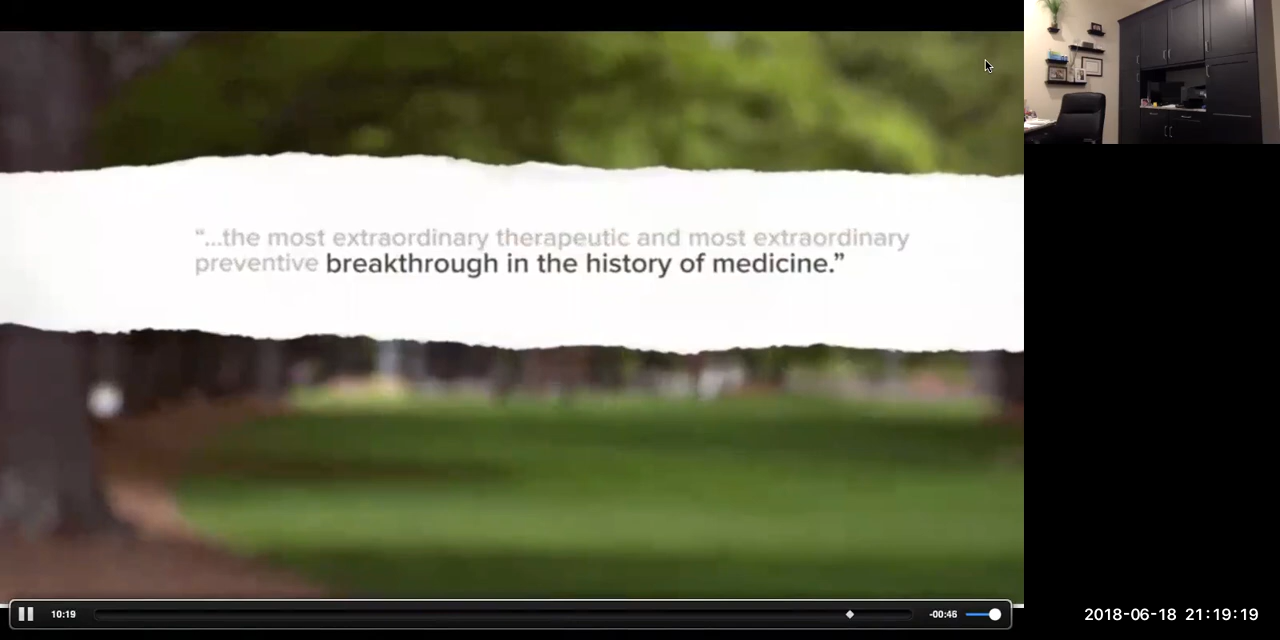 “...the most extraordinary therapeutic and most extraordinary
preventive breakthrough in the history of medicine.”
10:19
-00:46
2018-06-18 21:19:19